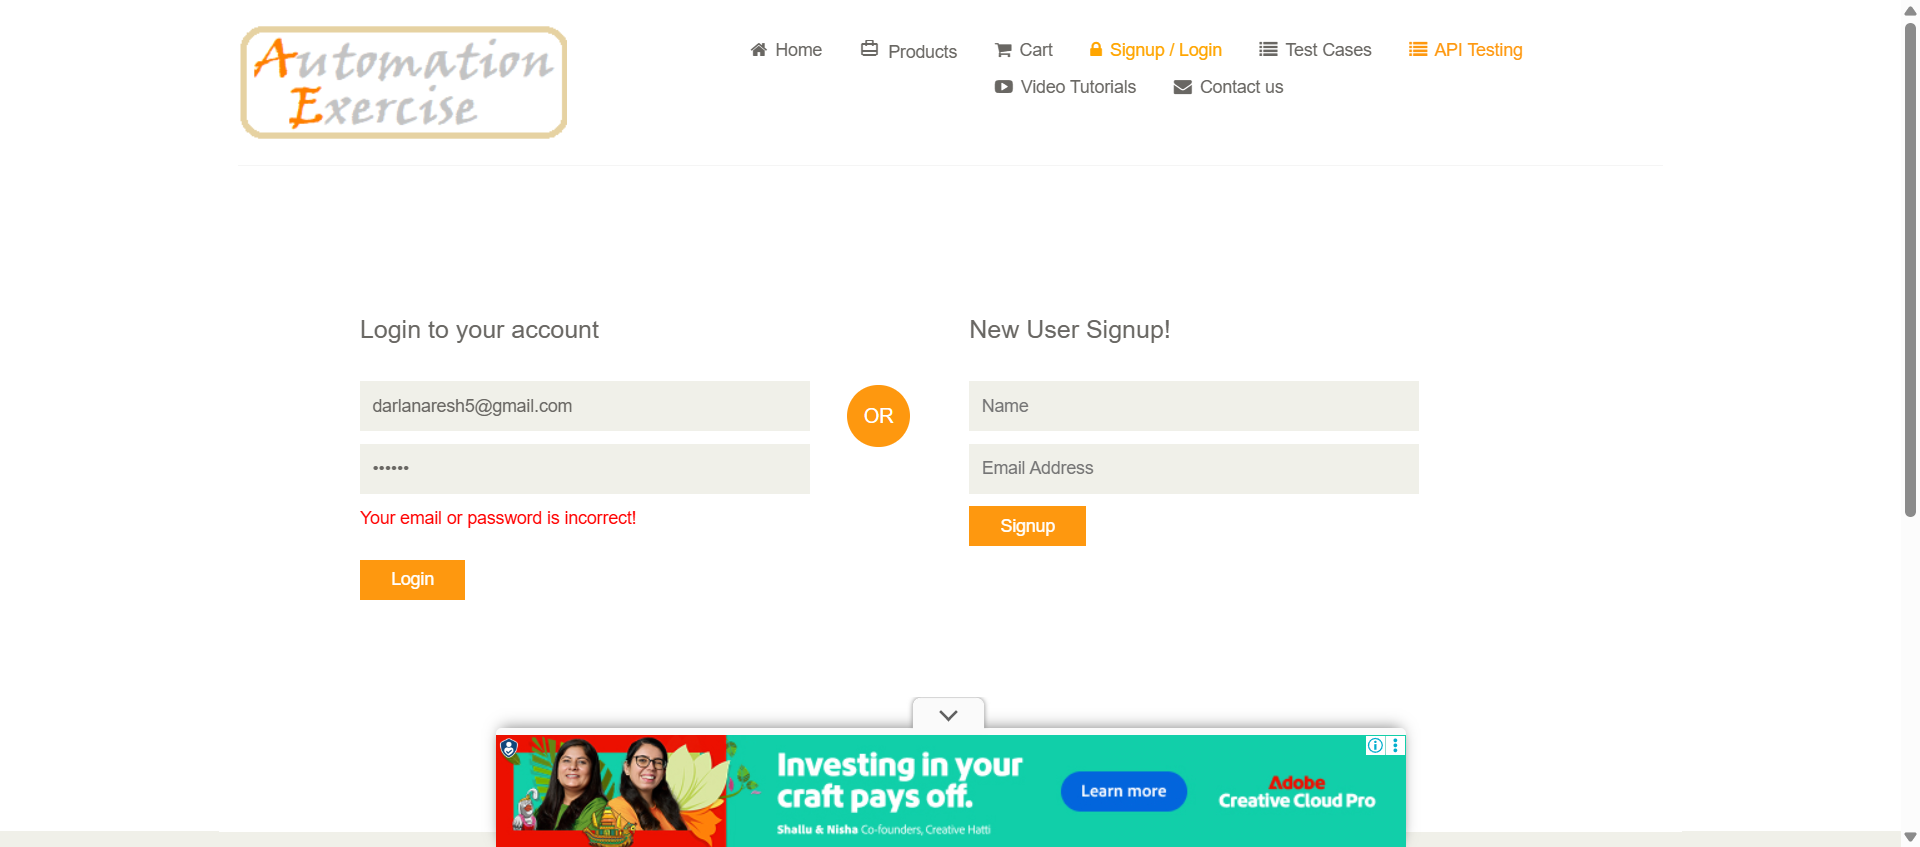 Automation
Exercise
Home
Products
Cart
Signup / Login
Test Cases
API Testing
Video Tutorials
Contact us
Login to your account
darlanaresh5@gmail.com
••••••
Your email or password is incorrect!
Login
OR
New User Signup!
Name
Email Address
Signup
Investing in your
craft pays off.
Shallu & Nisha Co-founders, Creative Hatti
Learn more
Adobe
Creative Cloud Pro